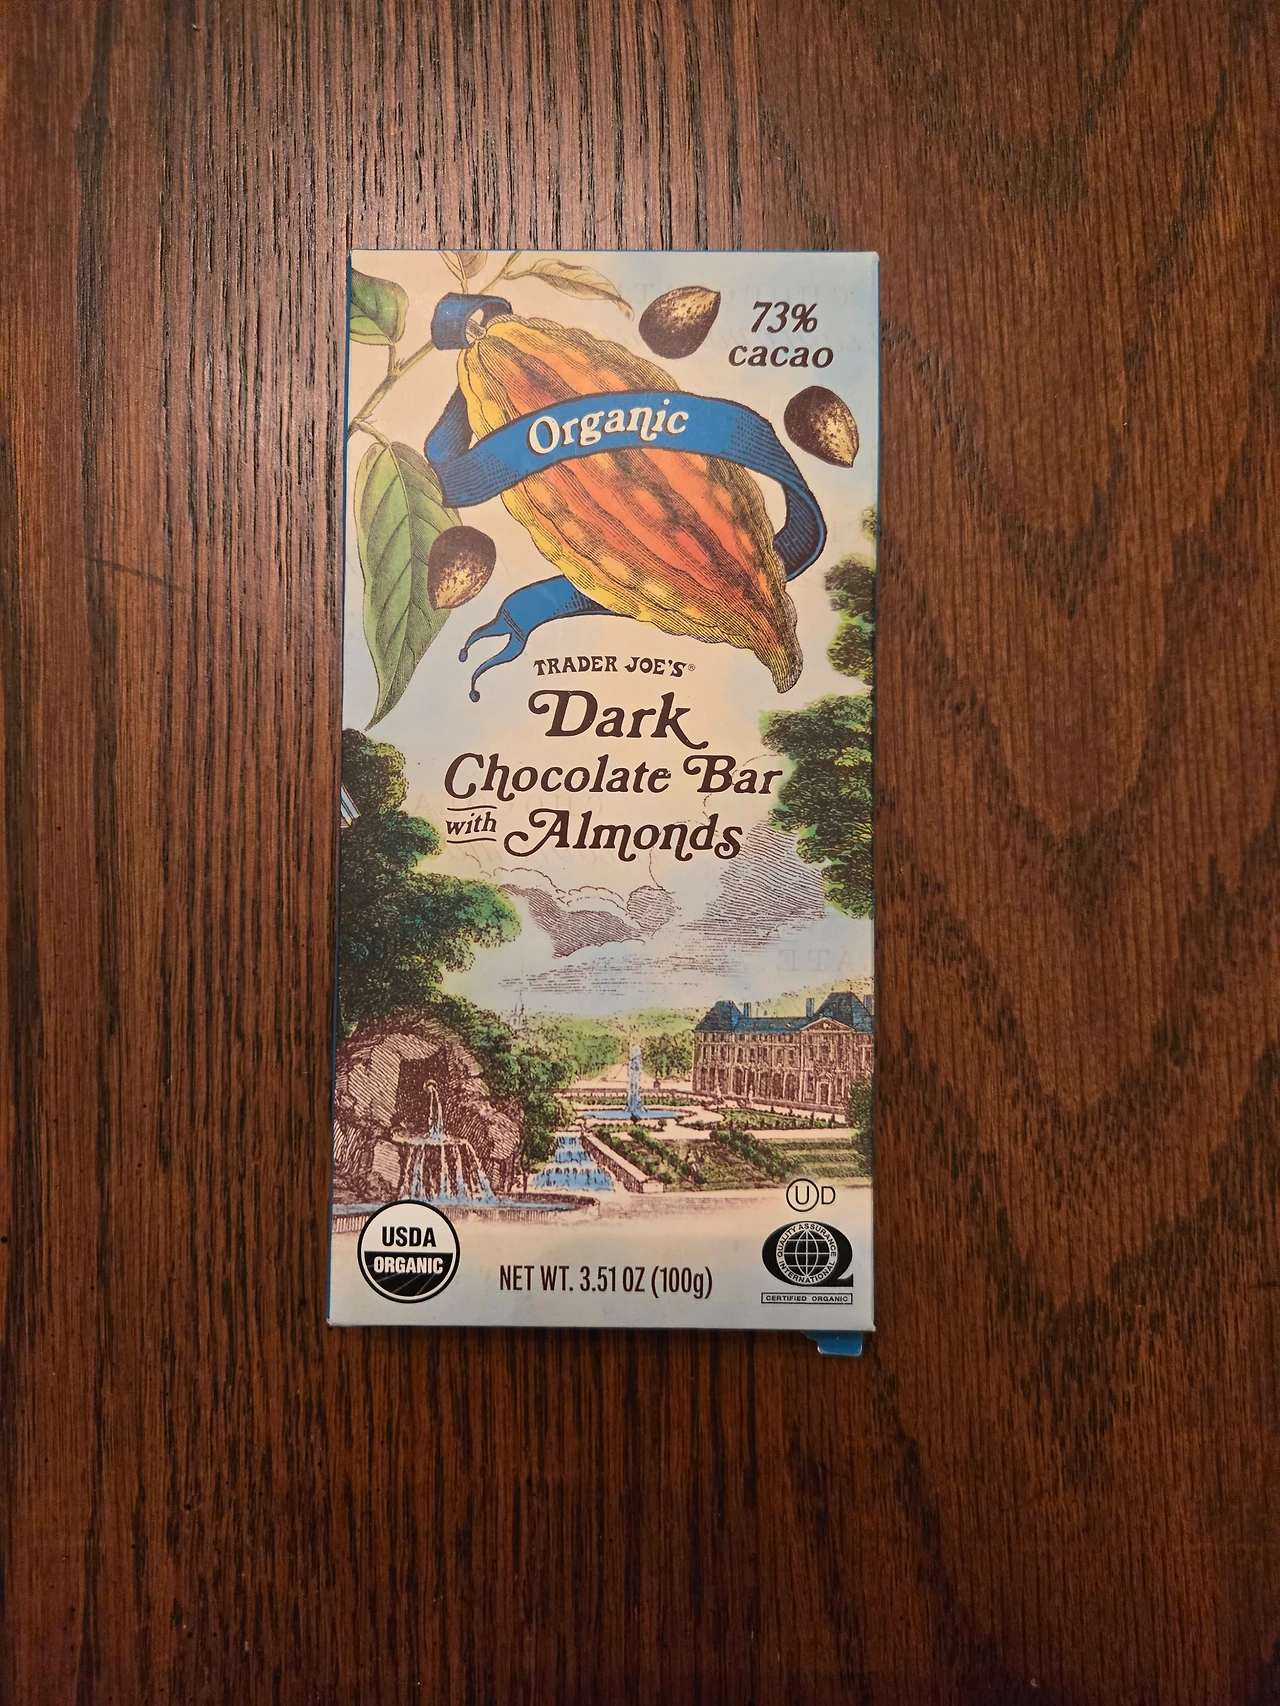 73%
cacao
Organic
TRADER JOE'S®
Dark
Chocolate Bar
with Almonds
UD
QUALITY ASSURANCE
INTERNATIONAL
CERTIFIED ORGANIC
USDA
ORGANIC
NET WT. 3.51 OZ (100g)